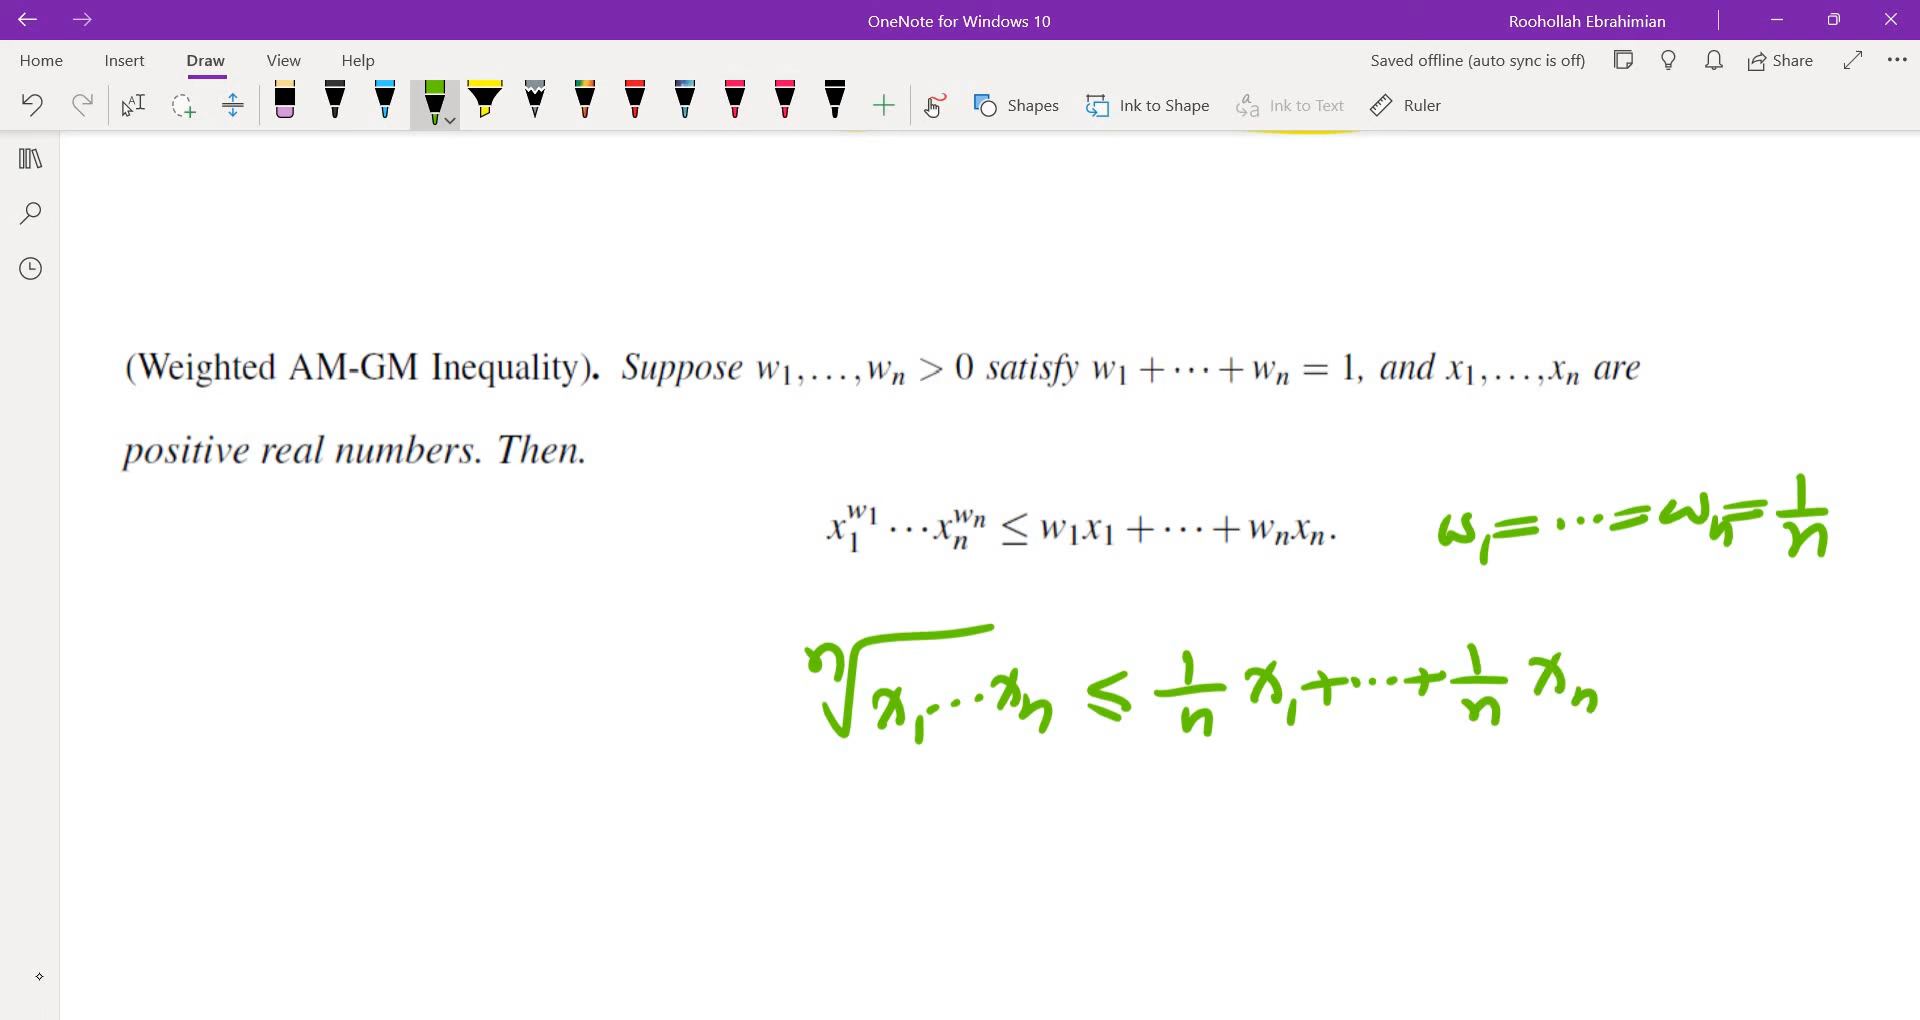 OneNote for Windows 10
Roohollah Ebrahimian
Home Insert Draw View Help
Saved offline (auto sync is off) Share
Shapes Ink to Shape Ink to Text Ruler
(Weighted AM-GM Inequality). Suppose w₁,…,wₙ > 0 satisfy w₁ + ⋯ + wₙ = 1, and x₁,…,xₙ are
positive real numbers. Then.
x₁^{w₁} ⋯ xₙ^{wₙ} ≤ w₁x₁ + ⋯ + wₙxₙ.
w₁ = ⋯ = wₙ = 1/n
ⁿ√x₁⋯xₙ ≤ 1/n x₁ + ⋯ + 1/n xₙ